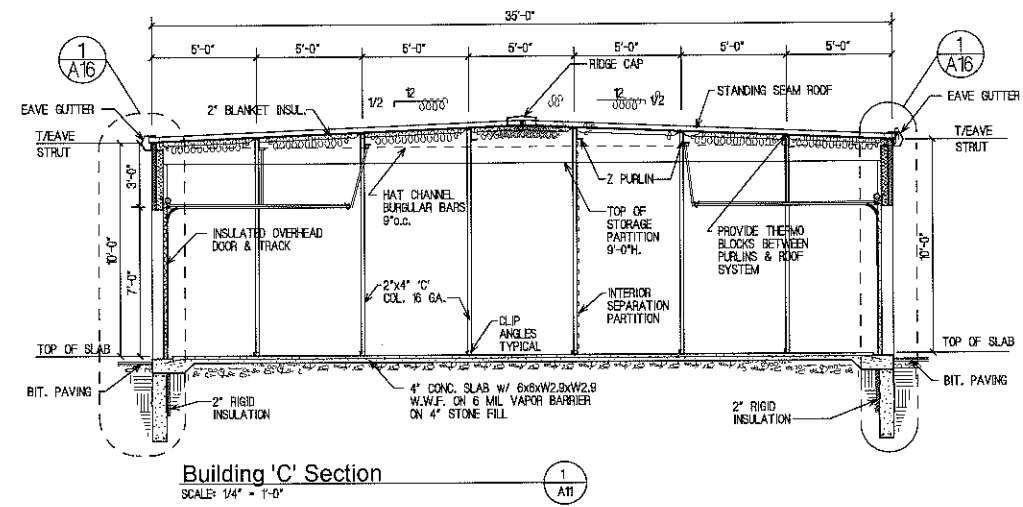 35'-0"
5'-0" 5'-0" 5'-0" 5'-0" 5'-0" 5'-0" 5'-0"
1
A16
1
A16
RIDGE CAP
12
1/2
12
1/2
STANDING SEAM ROOF
EAVE GUTTER
2" BLANKET INSUL.
EAVE GUTTER
T/EAVE
STRUT
T/EAVE
STRUT
3'-0"
10'-0"
7'-0"
10'-0"
HAT CHANNEL
BURGULAR BARS
9"o.c.
Z PURLIN
TOP OF
STORAGE
PARTITION
9'-0"H.
PROVIDE THERMO
BLOCKS BETWEEN
PURLINS & ROOF
SYSTEM
INSULATED OVERHEAD
DOOR & TRACK
2"x4" 'C'
COL. 16 GA.
INTERIOR
SEPARATION
PARTITION
CLIP
ANGLES
TYPICAL
TOP OF SLAB
TOP OF SLAB
BIT. PAVING
BIT. PAVING
2" RIGID
INSULATION
4" CONC. SLAB w/ 6x6xW2.9xW2.9
W.W.F. ON 6 MIL VAPOR BARRIER
ON 4" STONE FILL
2" RIGID
INSULATION
Building 'C' Section
SCALE: 1/4" = 1'-0"
1
A11